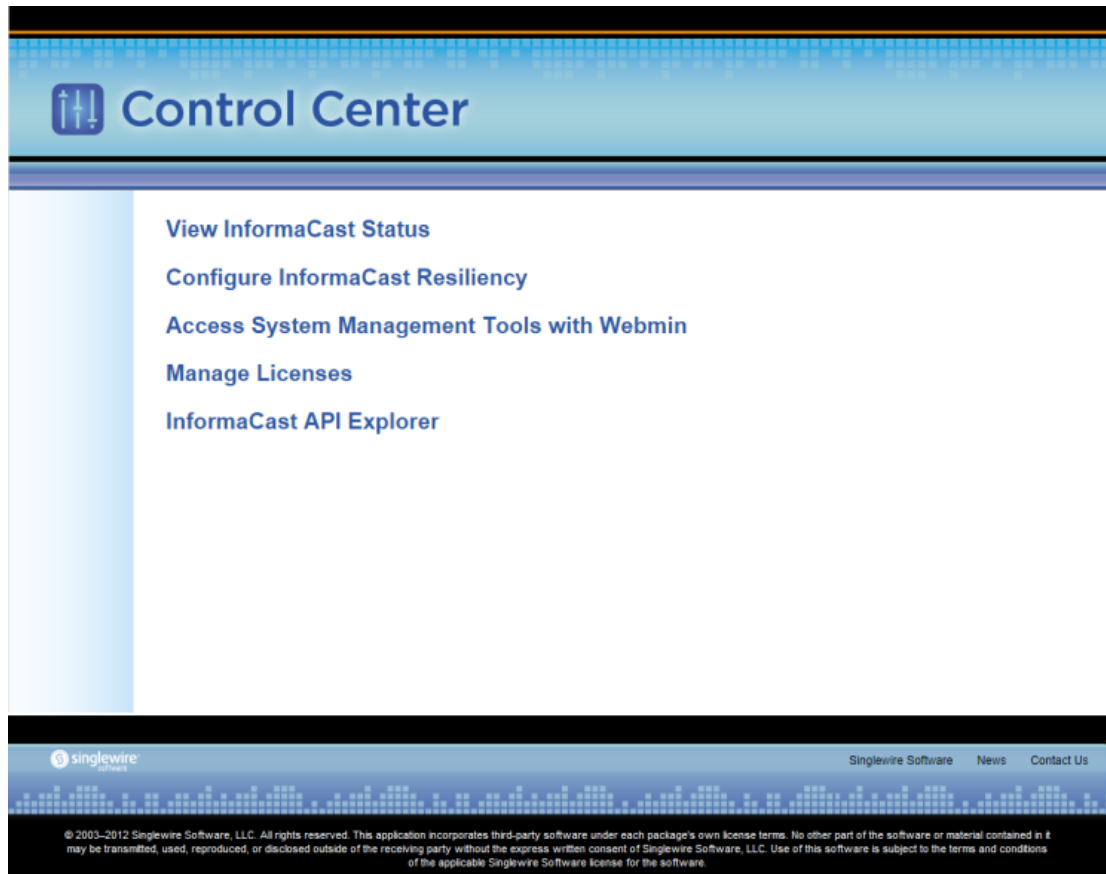 Control Center
View InformaCast Status
Configure InformaCast Resiliency
Access System Management Tools with Webmin
Manage Licenses
InformaCast API Explorer
singlewire
software
Singlewire Software News Contact Us
© 2003–2012 Singlewire Software, LLC. All rights reserved. This application incorporates third-party software under each package's own license terms. No other part of the software or material contained in it
may be transmitted, used, reproduced, or disclosed outside of the receiving party without the express written consent of Singlewire Software, LLC. Use of this software is subject to the terms and conditions
of the applicable Singlewire Software license for the software.